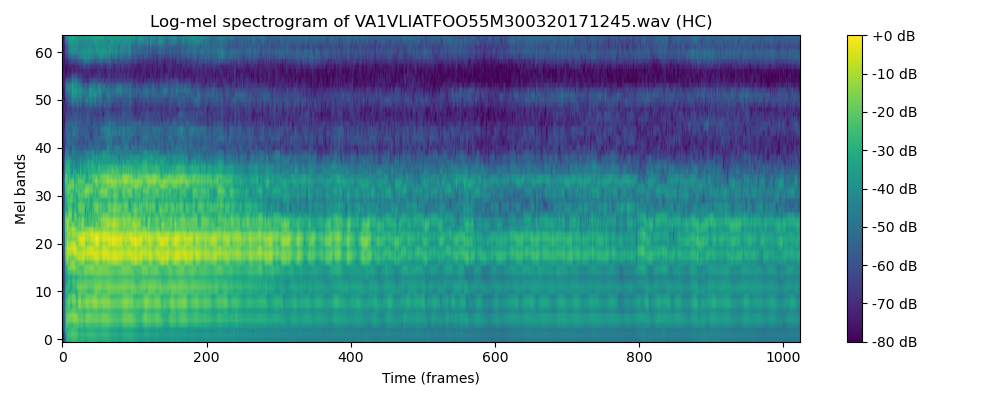 Log-mel spectrogram of VA1VLIATFOO55M300320171245.wav (HC)
60
50
40
30
20
10
0
Mel bands
0 200 400 600 800 1000
Time (frames)
+0 dB
-10 dB
-20 dB
-30 dB
-40 dB
-50 dB
-60 dB
-70 dB
-80 dB